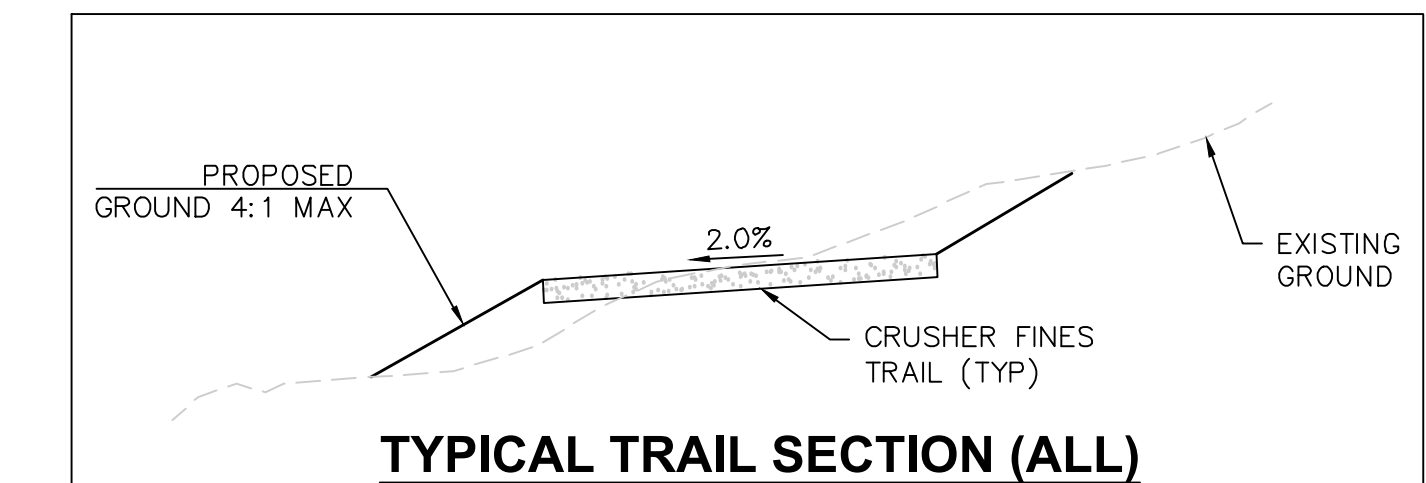 PROPOSED
GROUND 4:1 MAX
2.0%
EXISTING
GROUND
CRUSHER FINES
TRAIL (TYP)
TYPICAL TRAIL SECTION (ALL)